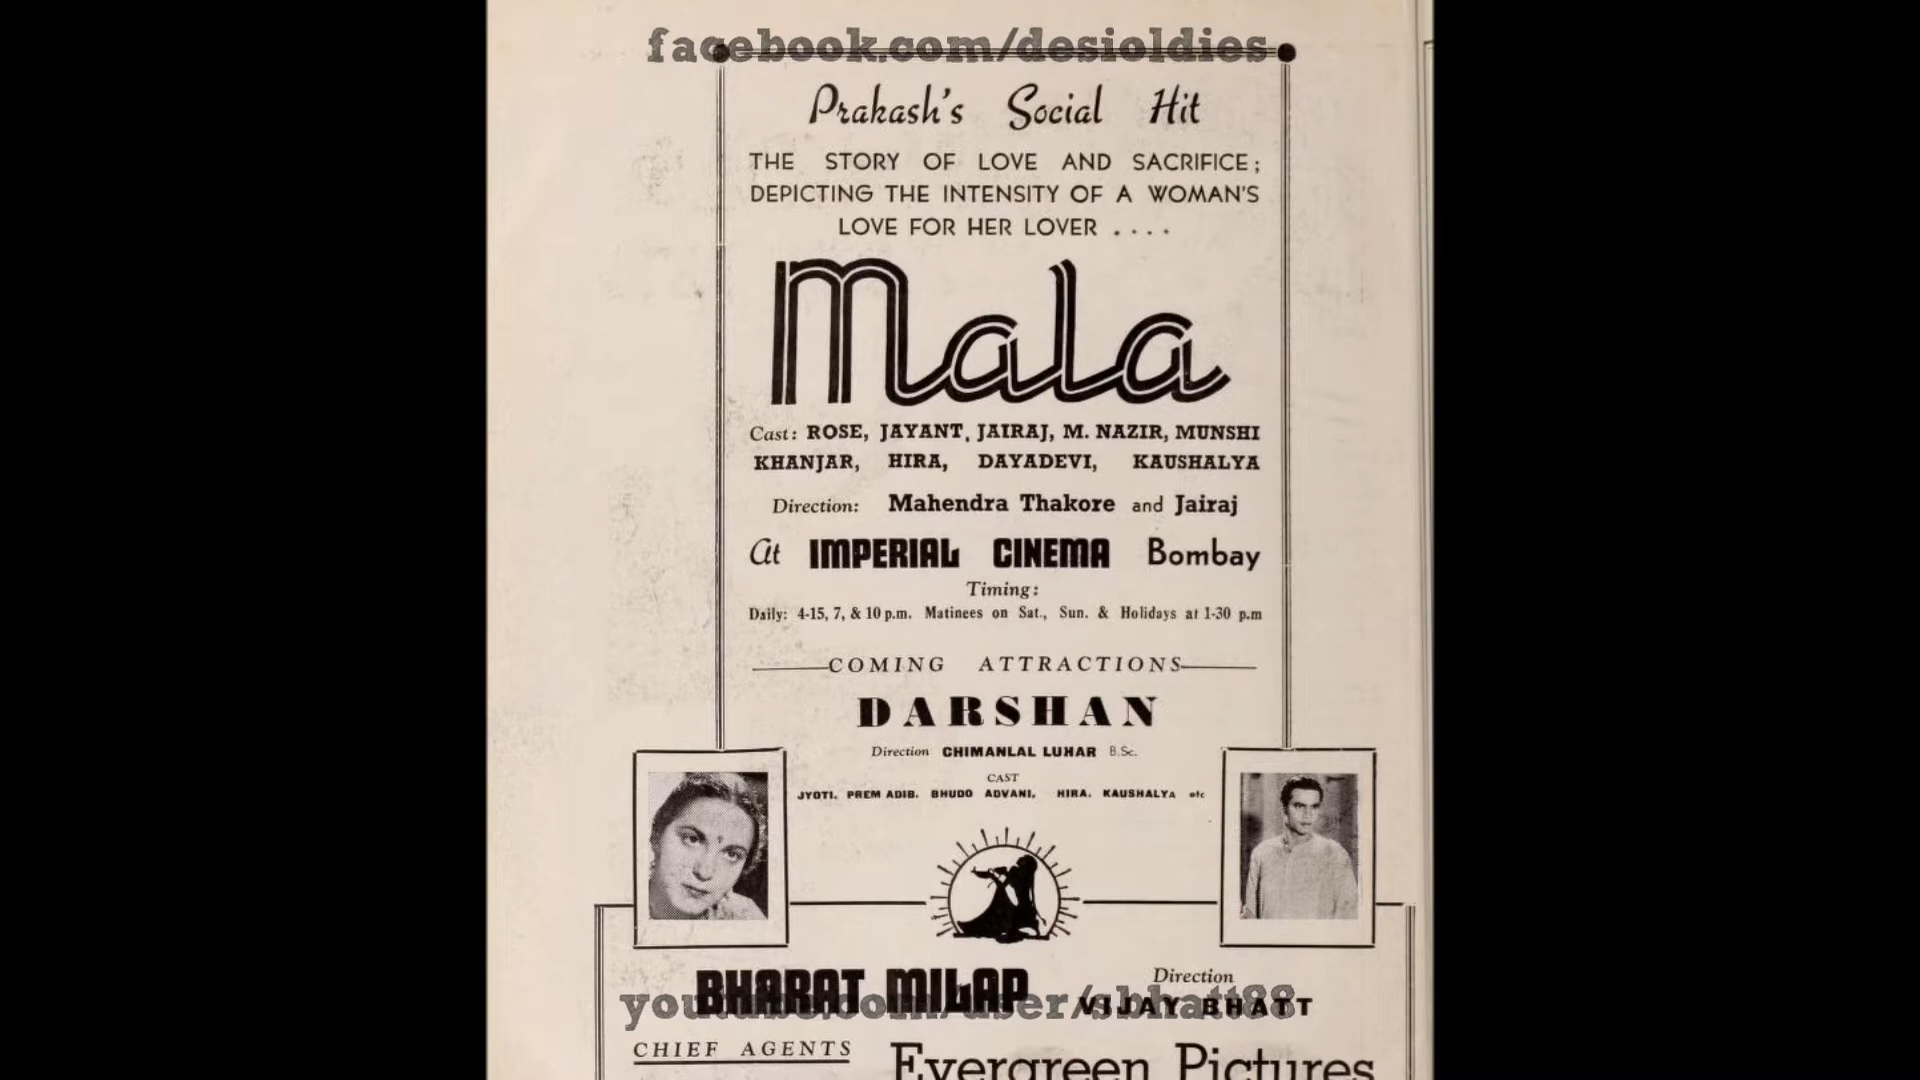 facebook.com/desioldies
Prakash's Social Hit
THE STORY OF LOVE AND SACRIFICE;
DEPICTING THE INTENSITY OF A WOMAN'S
LOVE FOR HER LOVER ....
Mala
Cast: ROSE, JAYANT, JAIRAJ, M. NAZIR, MUNSHI
KHANJAR, HIRA, DAYADEVI, KAUSHALYA
Direction: Mahendra Thakore and Jairaj
At IMPERIAL CINEMA Bombay
Timing:
Daily: 4-15, 7, & 10 p.m. Matinees on Sat., Sun. & Holidays at 1-30 p.m
COMING ATTRACTIONS
DARSHAN
Direction CHIMANLAL LUHAR B.Sc.
CAST
JYOTI, PREM ADIB, BHUDO ADVANI, HIRA, KAUSHALYA etc
BHARAT MILAP
Direction
VIJAY BHATT
youtube.com/user/sbhatt88
CHIEF AGENTS
Evergreen Pictures